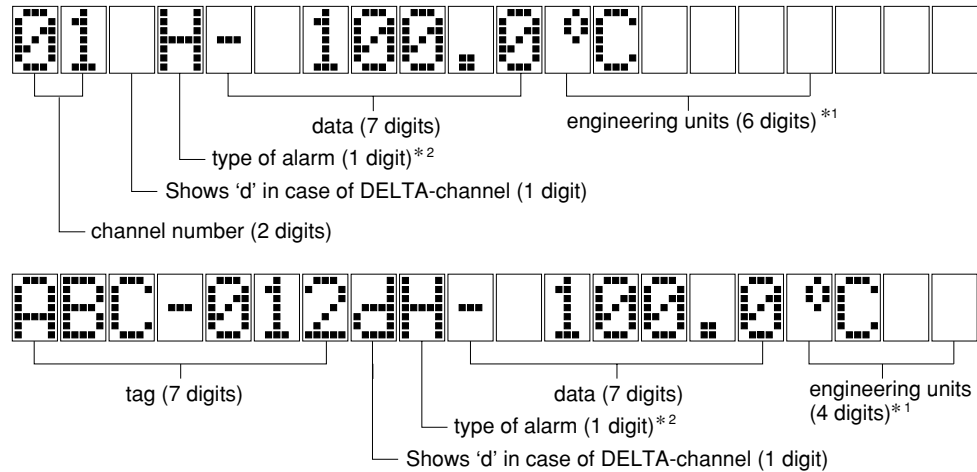 01 H- 100.0°C
data (7 digits)
engineering units (6 digits)*1
type of alarm (1 digit)*2
Shows ‘d’ in case of DELTA-channel (1 digit)
channel number (2 digits)
ABC-012dH- 100.0°C
tag (7 digits)
data (7 digits)
engineering units
(4 digits)*1
type of alarm (1 digit)*2
Shows ‘d’ in case of DELTA-channel (1 digit)